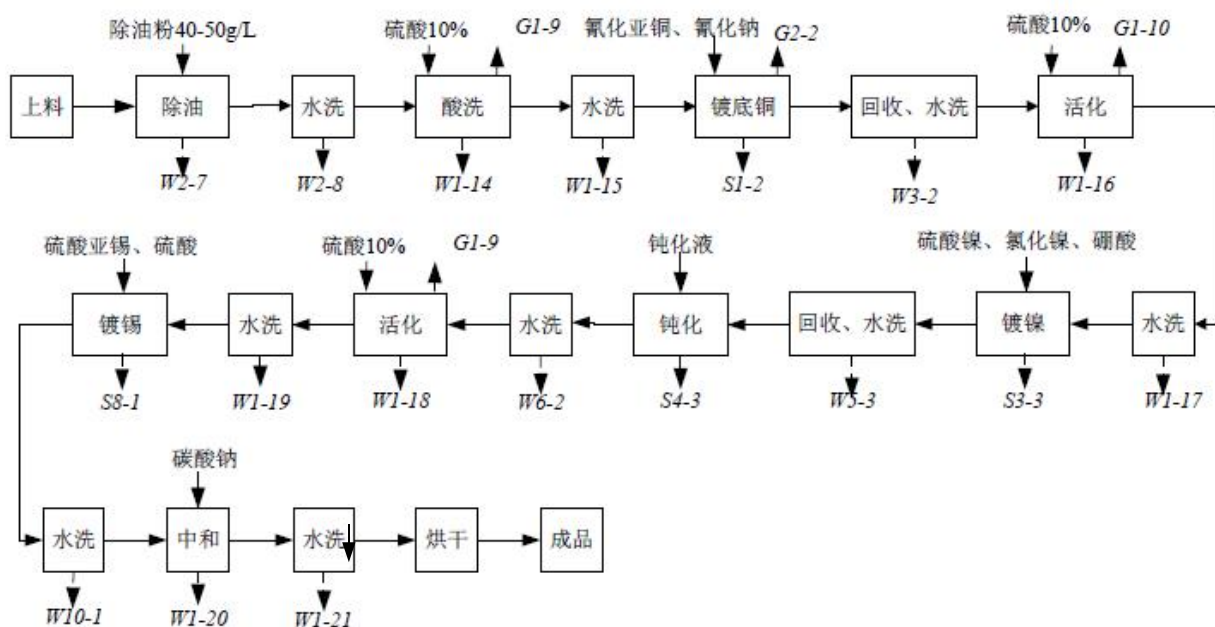 除油粉40-50g/L
硫酸10%
G1-9
氰化亚铜、氰化钠
G2-2
硫酸10%
G1-10
上料
除油
水洗
酸洗
水洗
镀底铜
回收、水洗
活化
W2-7
W2-8
W1-14
W1-15
S1-2
W3-2
W1-16
硫酸亚锡、硫酸
硫酸10%
G1-9
钝化液
硫酸镍、氯化镍、硼酸
镀锡
水洗
活化
水洗
钝化
回收、水洗
镀镍
水洗
S8-1
W1-19
W1-18
W6-2
S4-3
W5-3
S3-3
W1-17
碳酸钠
水洗
中和
水洗
烘干
成品
W10-1
W1-20
W1-21